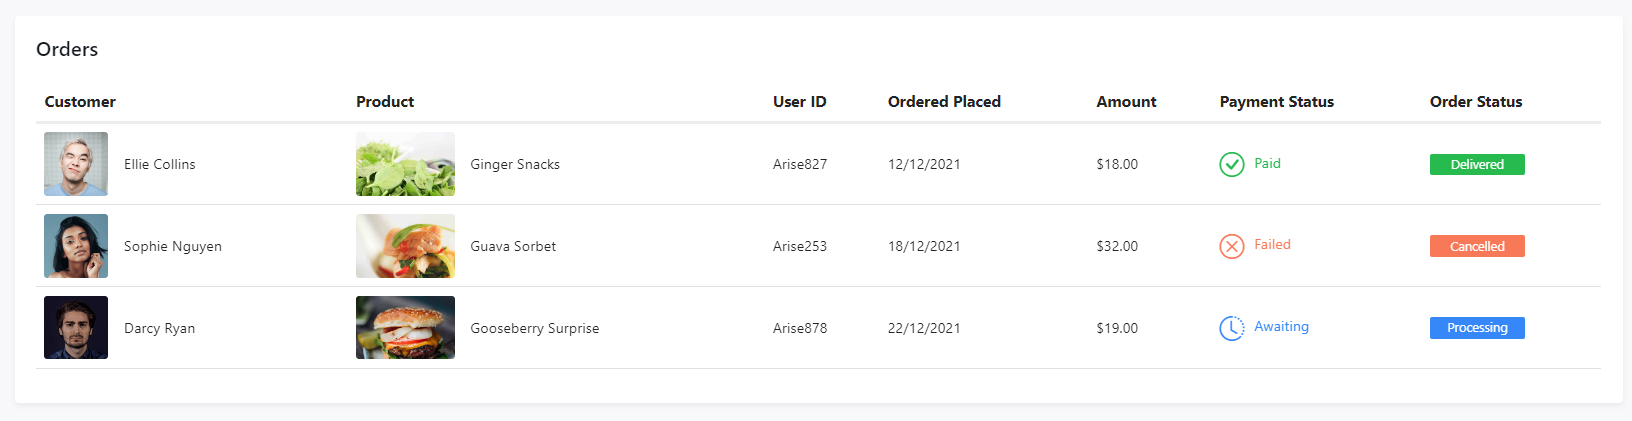 Orders
Customer Product User ID Ordered Placed Amount Payment Status Order Status
Ellie Collins Ginger Snacks Arise827 12/12/2021 $18.00 Paid Delivered
Sophie Nguyen Guava Sorbet Arise253 18/12/2021 $32.00 Failed Cancelled
Darcy Ryan Gooseberry Surprise Arise878 22/12/2021 $19.00 Awaiting Processing